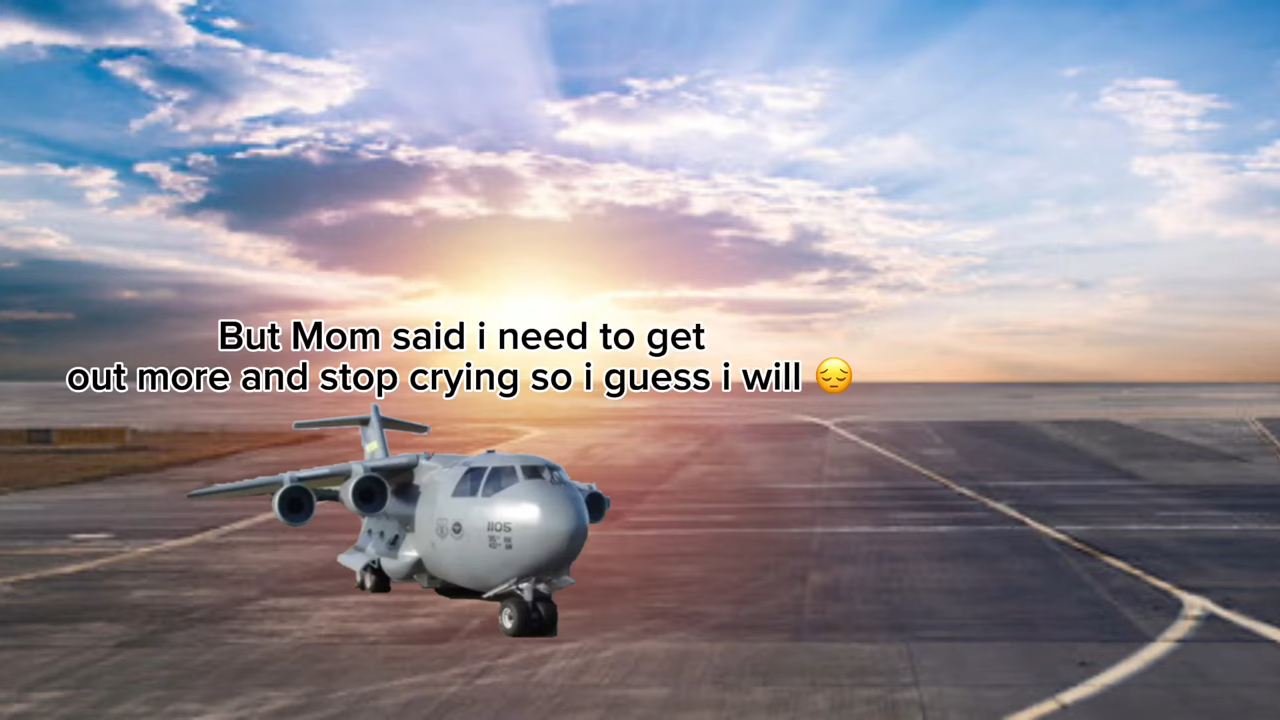 But Mom said i need to get
out more and stop crying so i guess i will 😔
1105